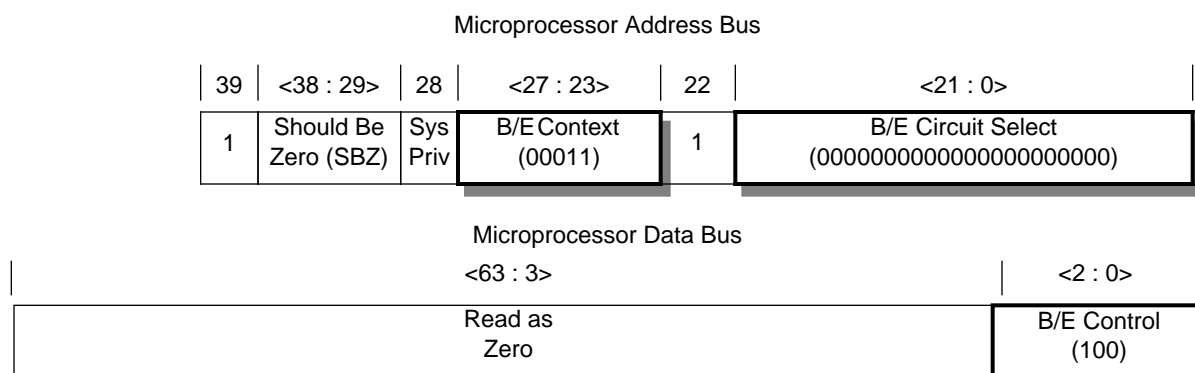 Microprocessor Address Bus
39 <38 : 29> 28 <27 : 23> 22 <21 : 0>
1 Should Be Sys B/E Context 1 B/E Circuit Select
Zero (SBZ) Priv (00011) (0000000000000000000000)
Microprocessor Data Bus
<63 : 3> <2 : 0>
Read as B/E Control
Zero (100)